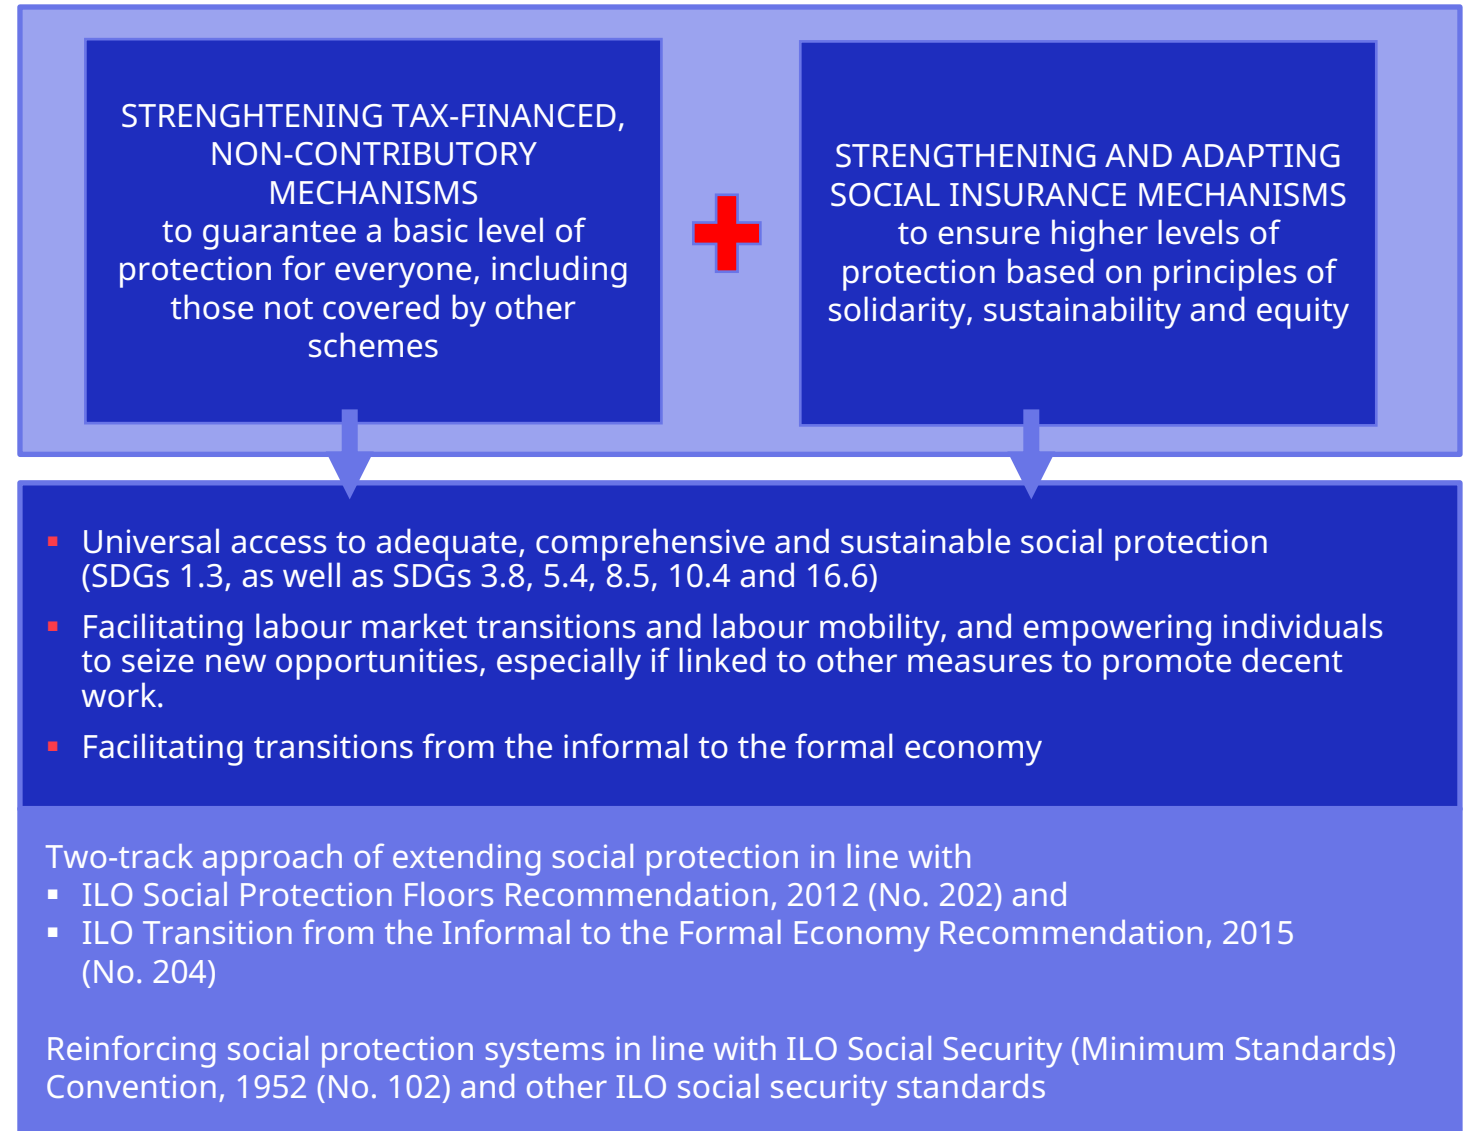 STRENGHTENING TAX-FINANCED,
NON-CONTRIBUTORY
MECHANISMS
to guarantee a basic level of
protection for everyone, including
those not covered by other
schemes
STRENGTHENING AND ADAPTING
SOCIAL INSURANCE MECHANISMS
to ensure higher levels of
protection based on principles of
solidarity, sustainability and equity
▪ Universal access to adequate, comprehensive and sustainable social protection
(SDGs 1.3, as well as SDGs 3.8, 5.4, 8.5, 10.4 and 16.6)
▪ Facilitating labour market transitions and labour mobility, and empowering individuals
to seize new opportunities, especially if linked to other measures to promote decent
work.
▪ Facilitating transitions from the informal to the formal economy
Two-track approach of extending social protection in line with
▪ ILO Social Protection Floors Recommendation, 2012 (No. 202) and
▪ ILO Transition from the Informal to the Formal Economy Recommendation, 2015
(No. 204)
Reinforcing social protection systems in line with ILO Social Security (Minimum Standards)
Convention, 1952 (No. 102) and other ILO social security standards